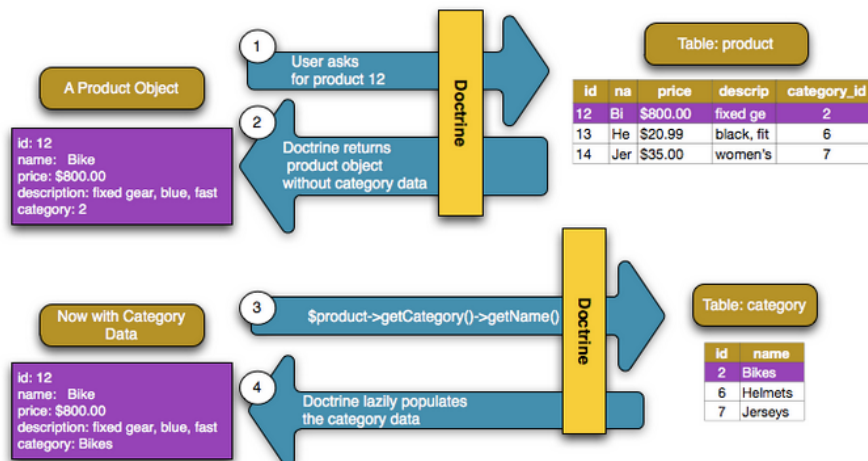 1
User asks
for product 12
Doctrine
Table: product
A Product Object
id na price descrip category_id
12 Bi $800.00 fixed ge 2
13 He $20.99 black, fit 6
14 Jer $35.00 women's 7
2
Doctrine returns
product object
without category data
id: 12
name: Bike
price: $800.00
description: fixed gear, blue, fast
category: 2
3
$product->getCategory()->getName()
Doctrine
Table: category
Now with Category
Data
id name
2 Bikes
6 Helmets
7 Jerseys
4
Doctrine lazily populates
the category data
id: 12
name: Bike
price: $800.00
description: fixed gear, blue, fast
category: Bikes